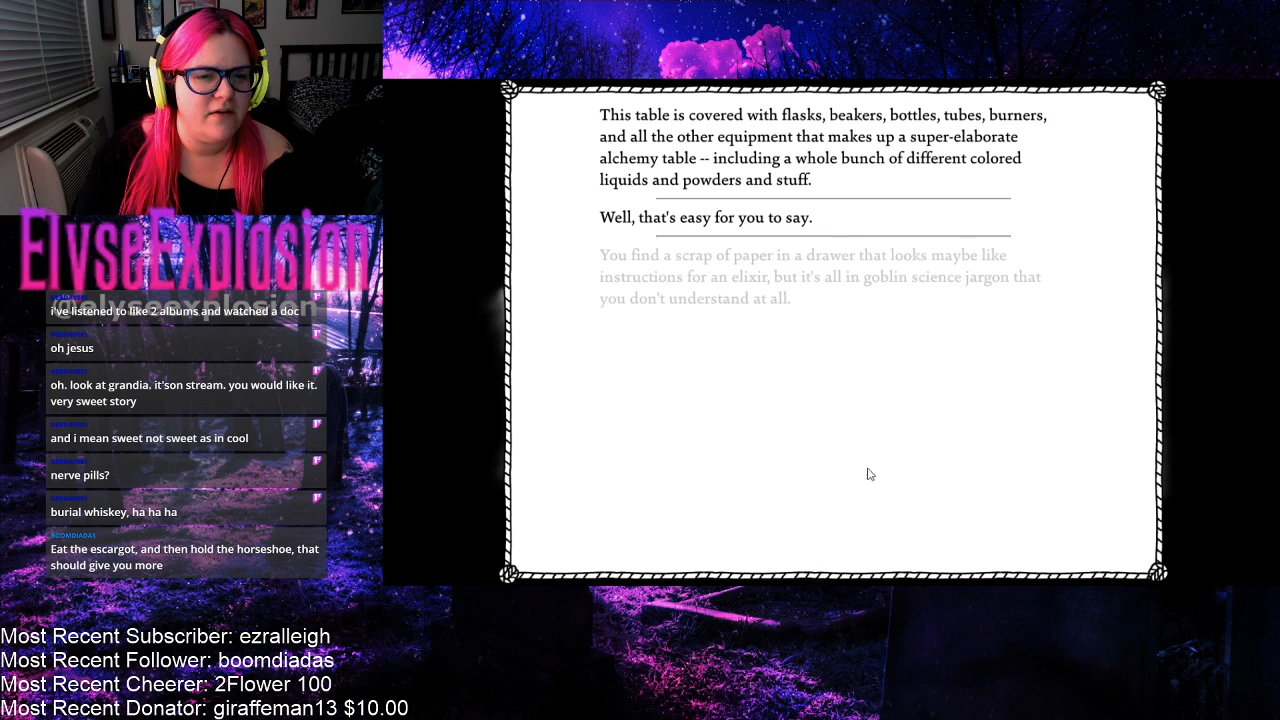 This table is covered with flasks, beakers, bottles, tubes, burners,
and all the other equipment that makes up a super-elaborate
alchemy table -- including a whole bunch of different colored
liquids and powders and stuff.
Well, that's easy for you to say.
You find a scrap of paper in a drawer that looks maybe like
instructions for an elixir, but it's all in goblin science jargon that
you don't understand at all.
ElyseExplosion
@elyseexplosion
i've listened to like 2 albums and watched a doc
oh jesus
oh. look at grandia. it'son stream. you would like it.
very sweet story
and i mean sweet not sweet as in cool
nerve pills?
burial whiskey, ha ha ha
BOOMDIADAS
Eat the escargot, and then hold the horseshoe, that
should give you more
Most Recent Subscriber: ezralleigh
Most Recent Follower: boomdiadas
Most Recent Cheerer: 2Flower 100
Most Recent Donator: giraffeman13 $10.00